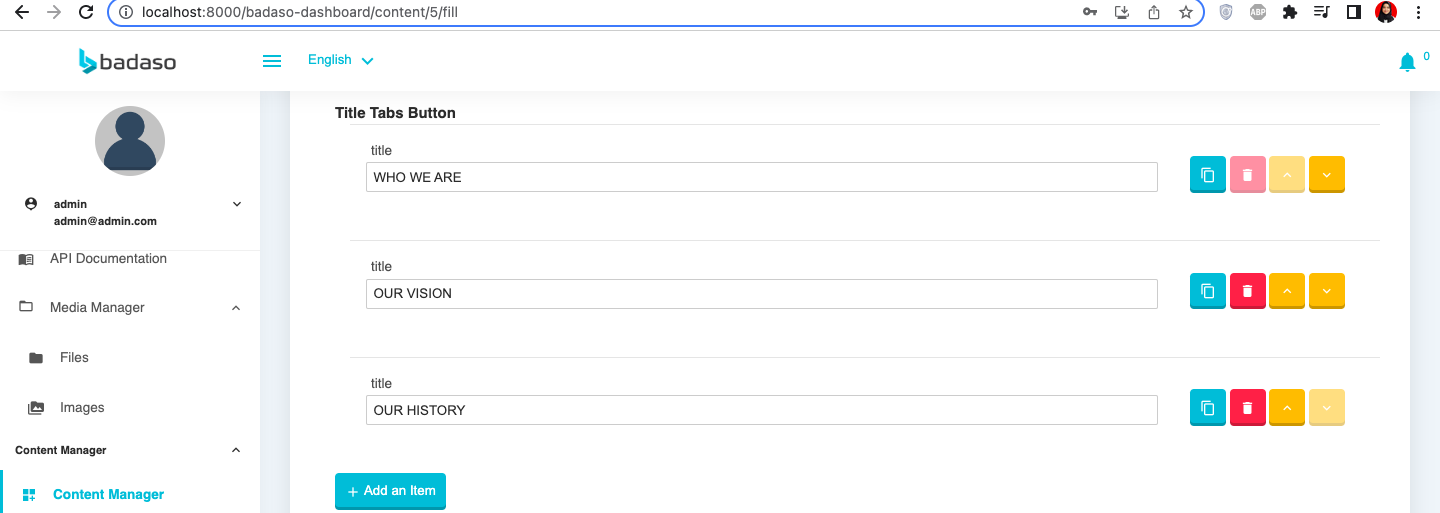 localhost:8000/badaso-dashboard/content/5/fill
ABP
badaso
English
0
admin
admin@admin.com
API Documentation
Media Manager
Files
Images
Content Manager
Content Manager
Title Tabs Button
title
WHO WE ARE
title
OUR VISION
title
OUR HISTORY
+ Add an Item